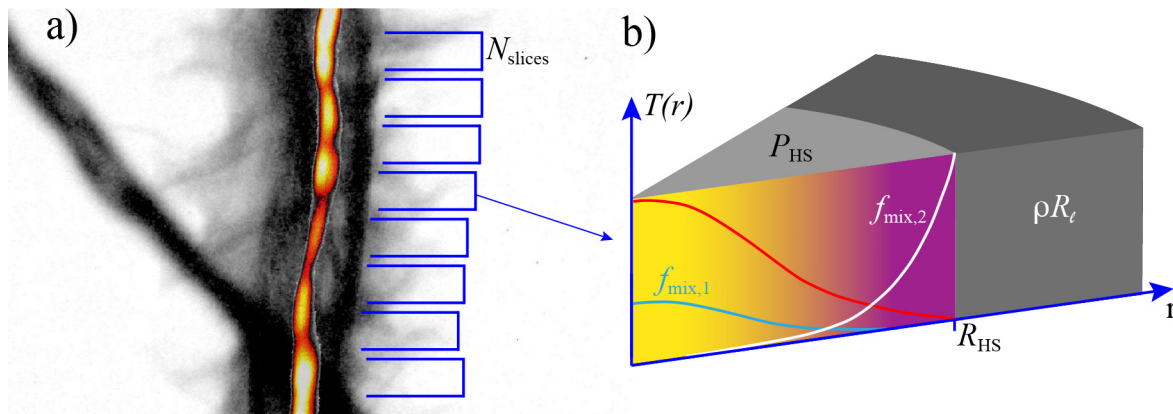 a)
N_slices
b)
T(r)
P_HS
f_mix,2
ρR_ℓ
f_mix,1
R_HS
r